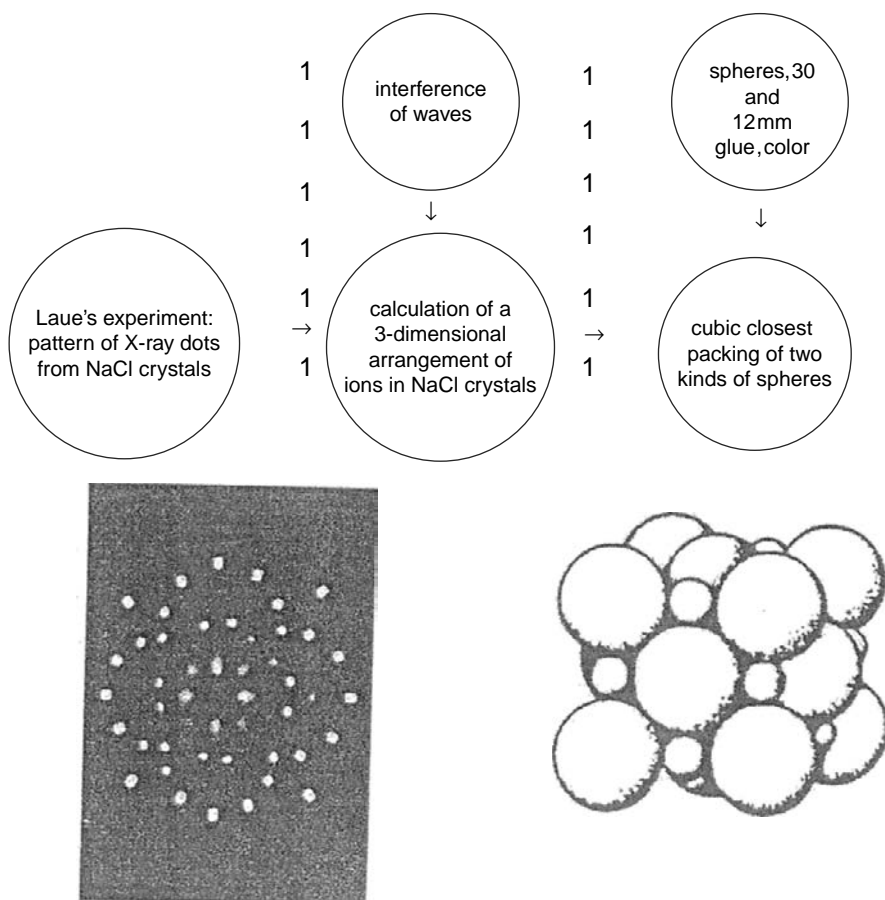 interference
of waves
spheres,30
and
12mm
glue,color
1
1
1
1
1
1
1
1
1
1
1
1
↓
↓
Laue's experiment:
pattern of X-ray dots
from NaCl crystals
→
calculation of a
3-dimensional
arrangement of
ions in NaCl crystals
→
cubic closest
packing of two
kinds of spheres